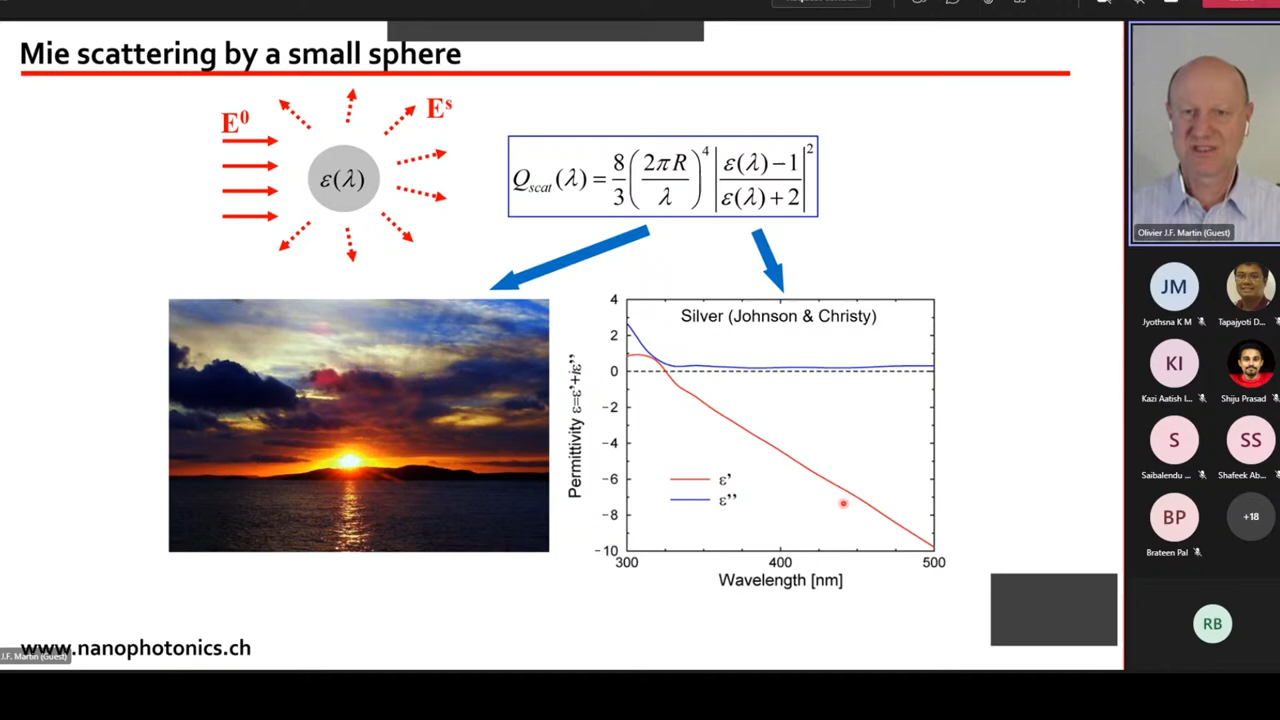 Mie scattering by a small sphere
E⁰
Eˢ
ε(λ)
Q_scat(λ) = 8/3 (2πR/λ)⁴ |ε(λ)−1 / ε(λ)+2|²
Silver (Johnson & Christy)
Permittivity ε=ε'+iε''
4
2
0
−2
−4
−6
−8
−10
ε'
ε''
300
400
500
Wavelength [nm]
www.nanophotonics.ch
J.F. Martin (Guest)
Olivier J.F. Martin (Guest)
JM
Jyothsna K M
Tapajyoti D...
KI
Kazi Aatish I...
Shiju Prasad
S
Saibalendu ...
SS
Shafeek Ab...
BP
Brateen Pal
+18
RB